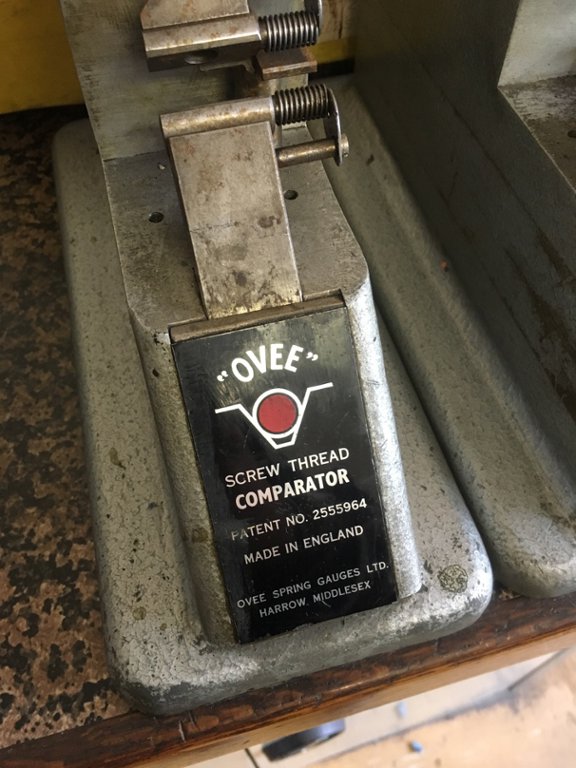 "OVEE"
SCREW THREAD
COMPARATOR
PATENT NO. 2555964
MADE IN ENGLAND
OVEE SPRING GAUGES LTD.
HARROW, MIDDLESEX